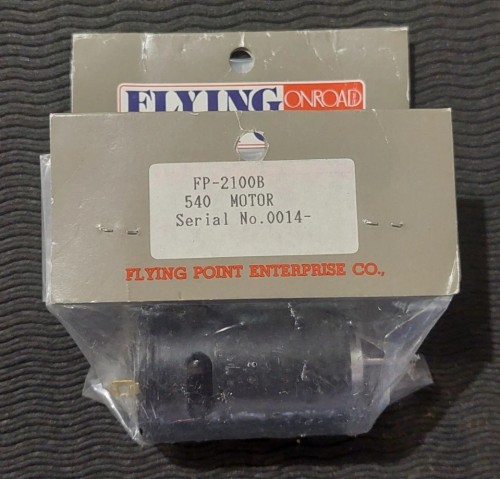 FLYING ONROAD
FP-2100B
540 MOTOR
Serial No.0014-
FLYING POINT ENTERPRISE CO.,